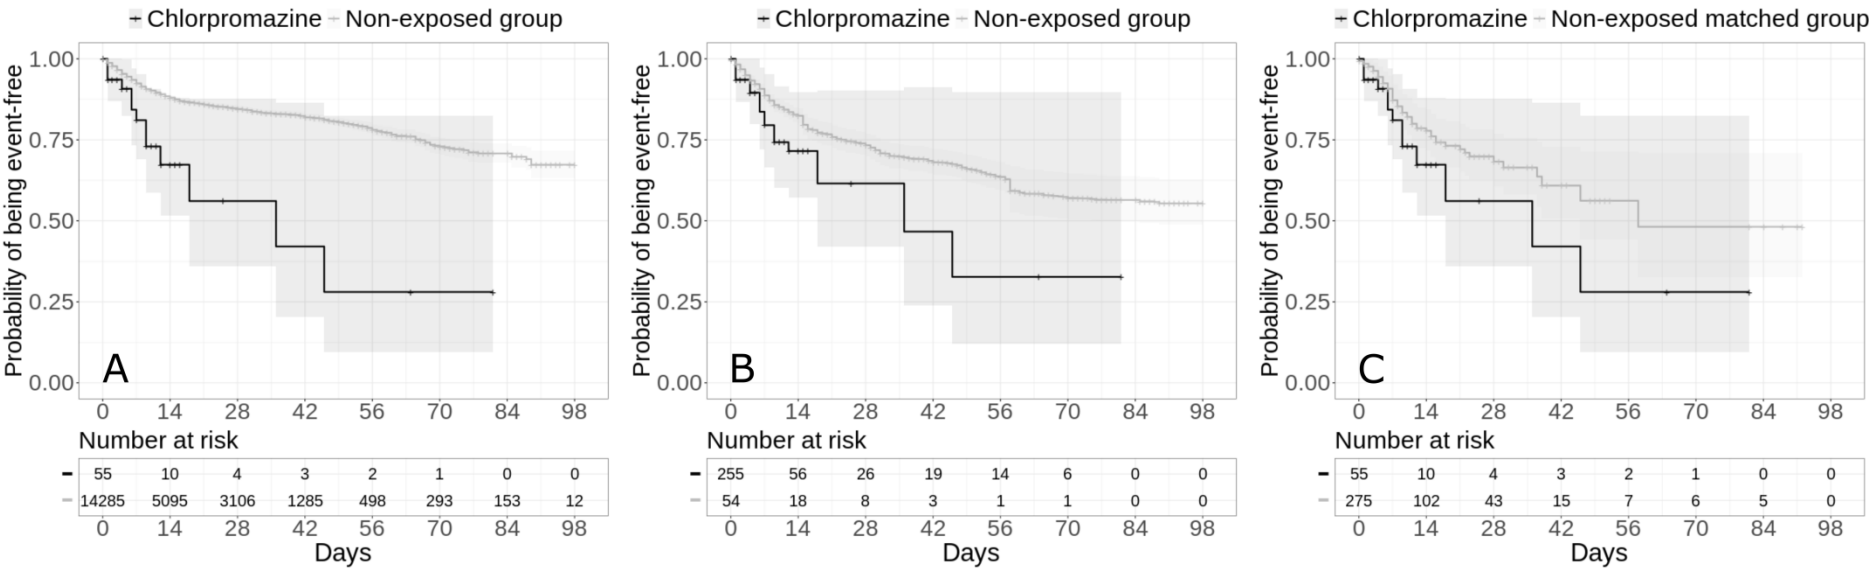 Chlorpromazine Non-exposed group
Probability of being event-free
1.00
0.75
0.50
0.25
0.00
A
0 14 28 42 56 70 84 98
Number at risk
55 10 4 3 2 1 0 0
14285 5095 3106 1285 498 293 153 12
0 14 28 42 56 70 84 98
Days
Chlorpromazine Non-exposed group
Probability of being event-free
1.00
0.75
0.50
0.25
0.00
B
0 14 28 42 56 70 84 98
Number at risk
255 56 26 19 14 6 0 0
54 18 8 3 1 1 0 0
0 14 28 42 56 70 84 98
Days
Chlorpromazine Non-exposed matched group
Probability of being event-free
1.00
0.75
0.50
0.25
0.00
C
0 14 28 42 56 70 84 98
Number at risk
55 10 4 3 2 1 0 0
275 102 43 15 7 6 5 0
0 14 28 42 56 70 84 98
Days